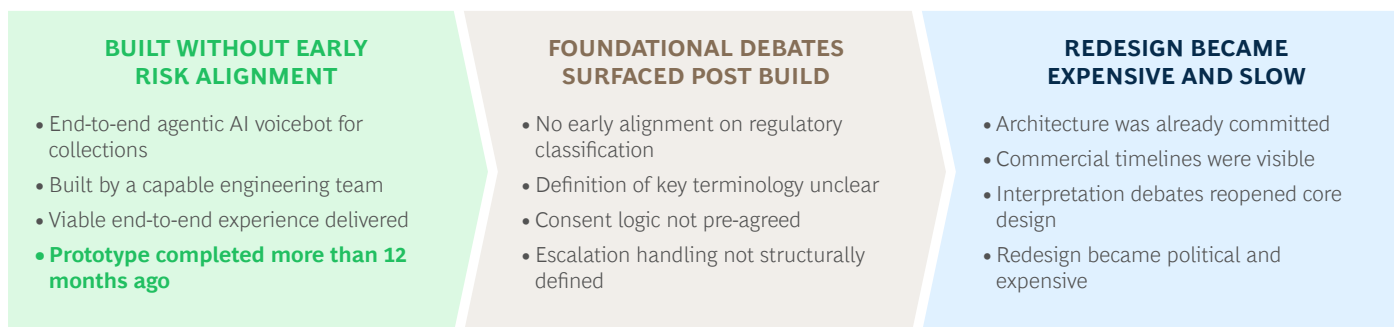 BUILT WITHOUT EARLY
RISK ALIGNMENT
• End-to-end agentic AI voicebot for
collections
• Built by a capable engineering team
• Viable end-to-end experience delivered
• Prototype completed more than 12
months ago
FOUNDATIONAL DEBATES
SURFACED POST BUILD
• No early alignment on regulatory
classification
• Definition of key terminology unclear
• Consent logic not pre-agreed
• Escalation handling not structurally
defined
REDESIGN BECAME
EXPENSIVE AND SLOW
• Architecture was already committed
• Commercial timelines were visible
• Interpretation debates reopened core
design
• Redesign became political and
expensive